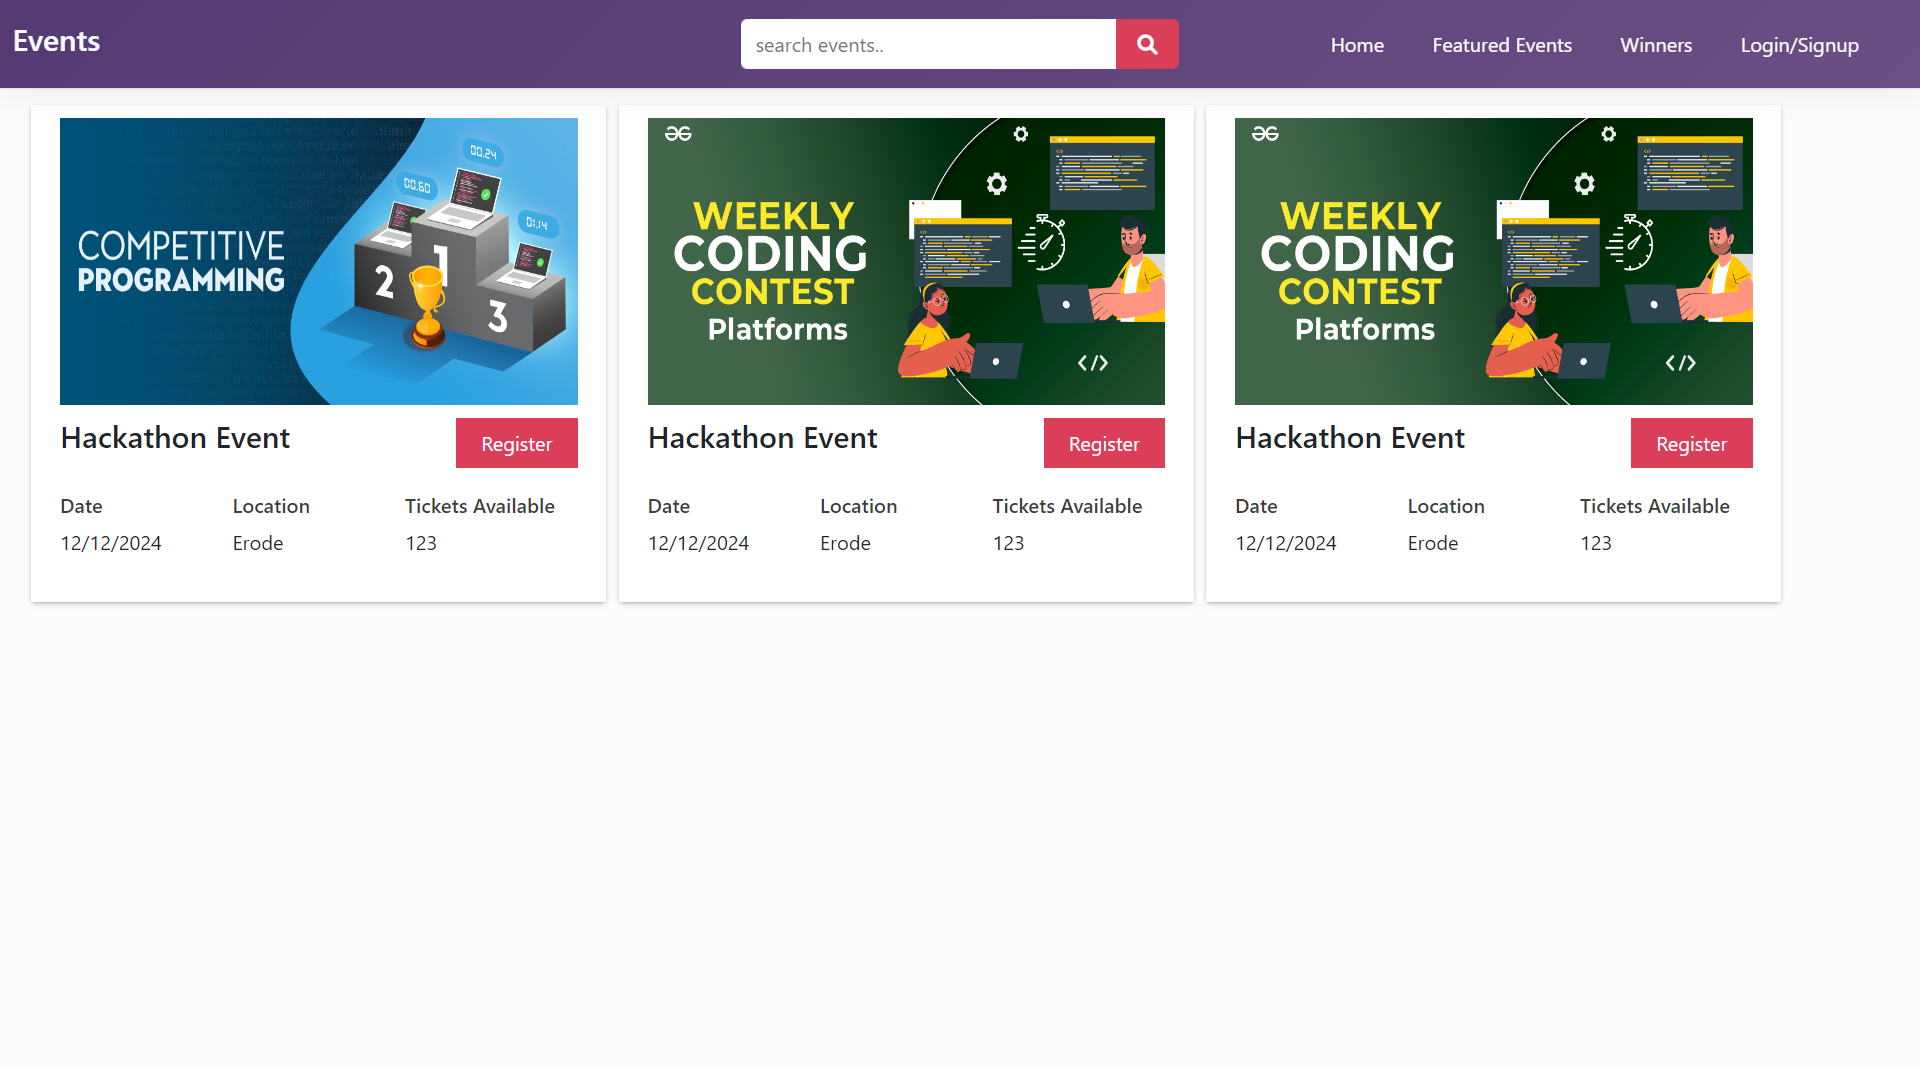 Events
search events..
Home
Featured Events
Winners
Login/Signup
COMPETITIVE
PROGRAMMING
00.24
00.60
01.14
1
2
3
Hackathon Event
Register
Date
Location
Tickets Available
12/12/2024
Erode
123
WEEKLY
CODING
CONTEST
Platforms
</>
Hackathon Event
Register
Date
Location
Tickets Available
12/12/2024
Erode
123
WEEKLY
CODING
CONTEST
Platforms
</>
Hackathon Event
Register
Date
Location
Tickets Available
12/12/2024
Erode
123